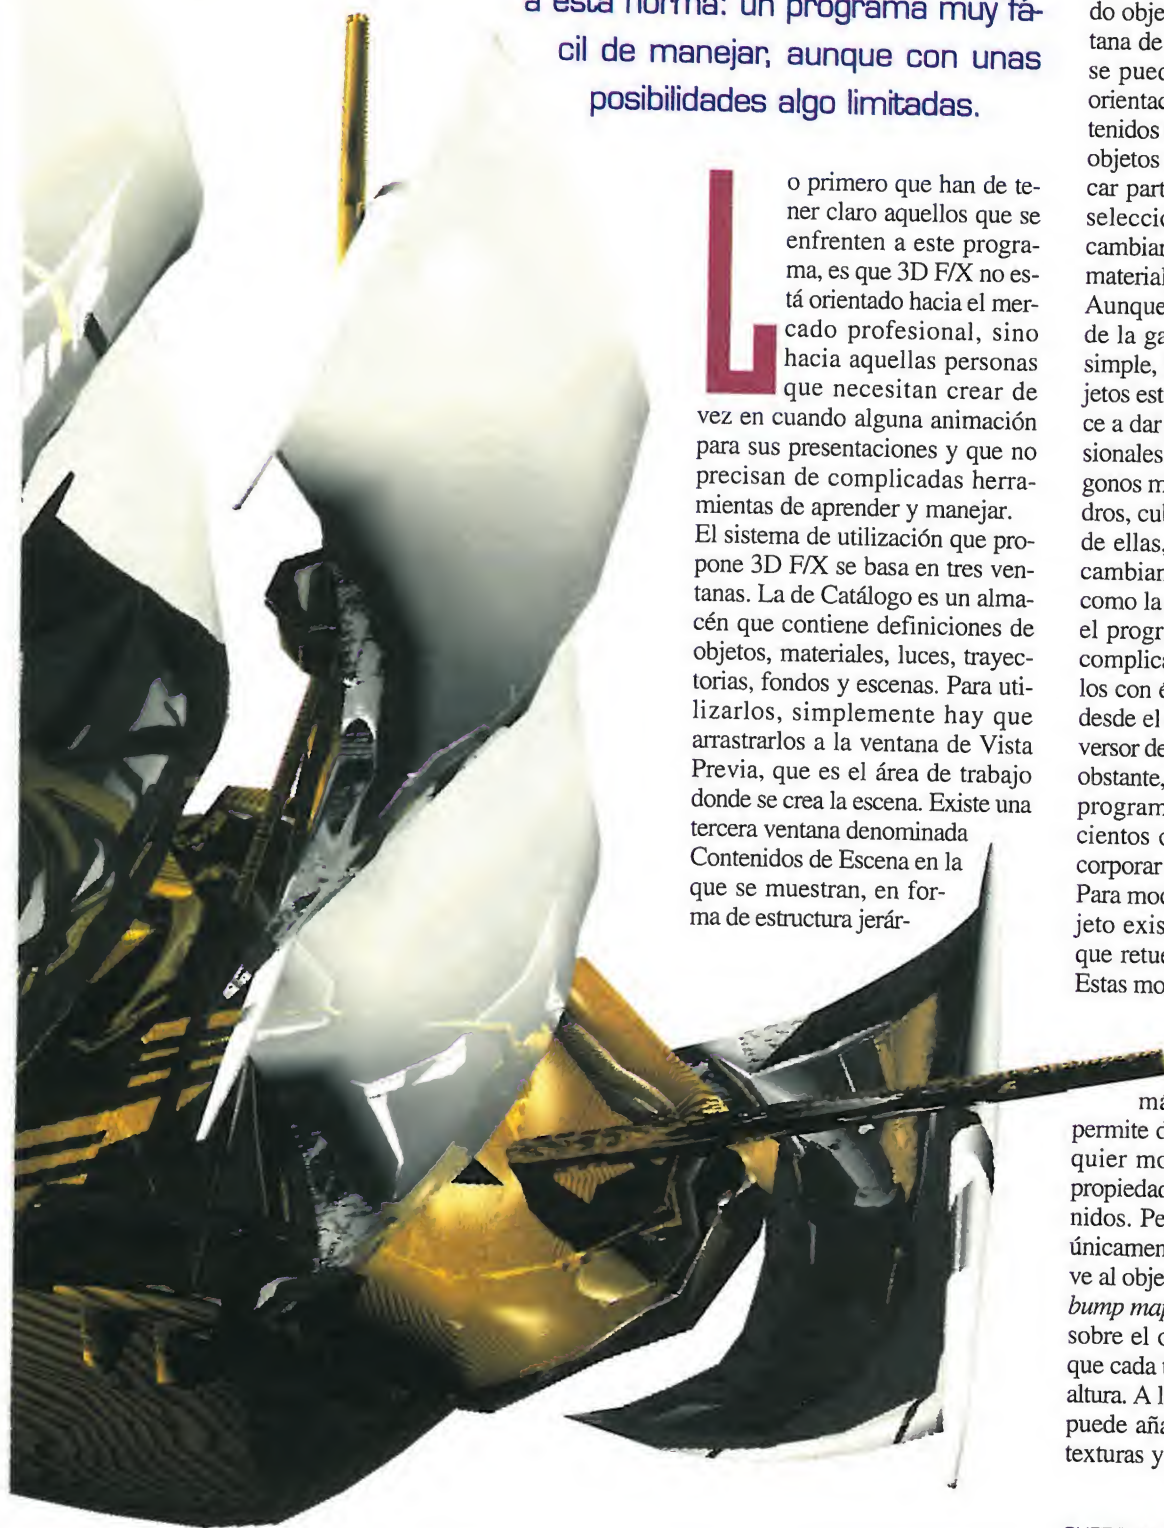 a esta norma: un programa muy fá-
cil de manejar, aunque con unas
posibilidades algo limitadas.
Lo primero que han de te-
ner claro aquellos que se
enfrenten a este progra-
ma, es que 3D F/X no es-
tá orientado hacia el mer-
cado profesional, sino
hacia aquellas personas
que necesitan crear de
vez en cuando alguna animación
para sus presentaciones y que no
precisan de complicadas herra-
mientas de aprender y manejar.
El sistema de utilización que pro-
pone 3D F/X se basa en tres ven-
tanas. La de Catálogo es un alma-
cén que contiene definiciones de
objetos, materiales, luces, trayec-
torias, fondos y escenas. Para uti-
lizarlos, simplemente hay que
arrastrarlos a la ventana de Vista
Previa, que es el área de trabajo
donde se crea la escena. Existe una
tercera ventana denominada
Contenidos de Escena en la
que se muestran, en for-
ma de estructura jerár-
do obje
tana de
se pued
orientac
tenidos
objetos
car part
selecci
cambiar
material
Aunque
de la ga
simple,
jetos est
ce a dar
sionales
gonos m
dros, cub
de ellas,
cambian
como la
el progr
complica
los con é
desde el
versor de
obstante,
program
cientos c
corporar
Para moc
jeto exis
que retue
Estas mo
má
permite d
quier mo
propiedad
nidos. Pe
únicamen
ve al obje
bump map
sobre el c
que cada
altura. A l
puede aña
texturas y